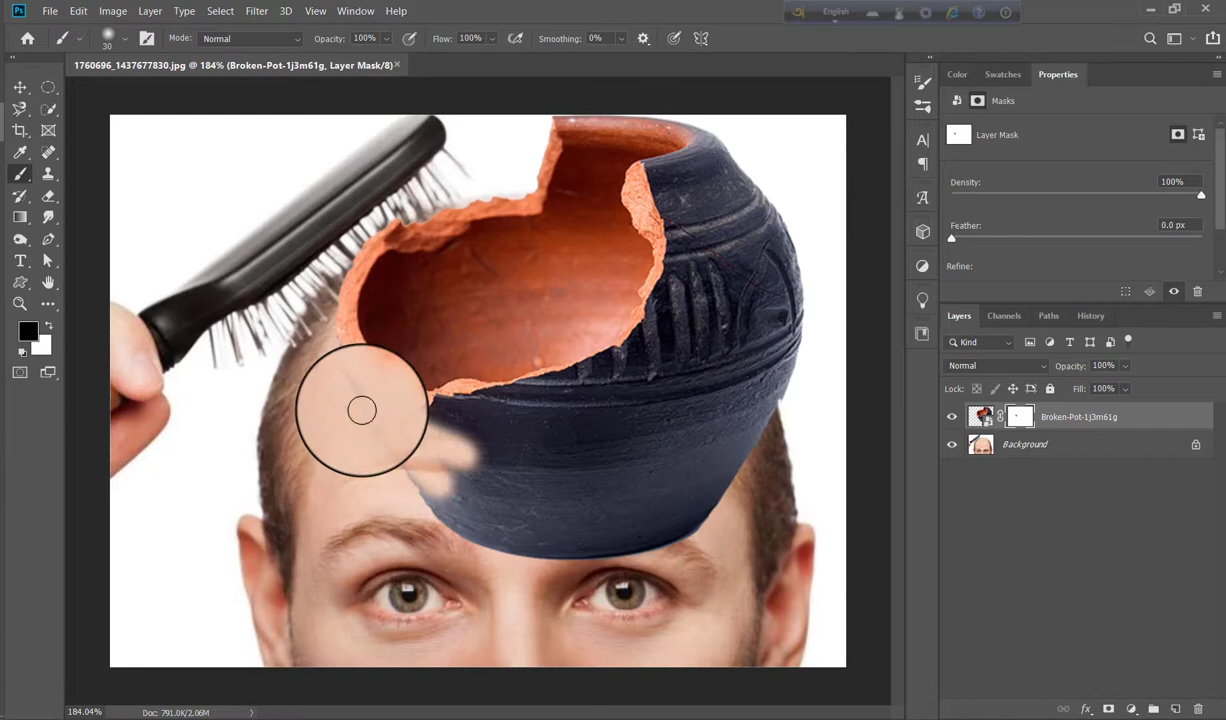 Ps File Edit Image Layer Type Select Filter 3D View Window Help
English
30 Mode: Normal Opacity: 100% Flow: 100% Smoothing: 0%
1760696_1437677830.jpg @ 184% (Broken-Pot-1j3m61g, Layer Mask/8)
Color Swatches Properties
Masks
Layer Mask
Density: 100%
Feather: 0.0 px
Refine:
Layers Channels Paths History
Kind
Normal Opacity: 100%
Lock: Fill: 100%
Broken-Pot-1j3m61g
Background
184.04% Doc: 791.0K/2.06M